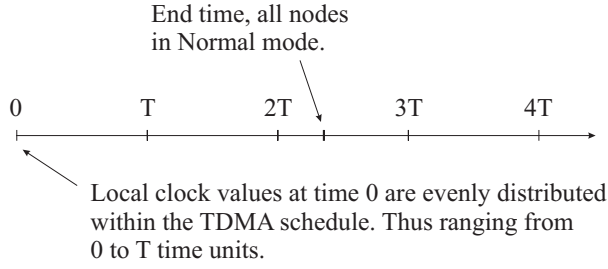 End time, all nodes
in Normal mode.
0 T 2T 3T 4T
Local clock values at time 0 are evenly distributed
within the TDMA schedule. Thus ranging from
0 to T time units.